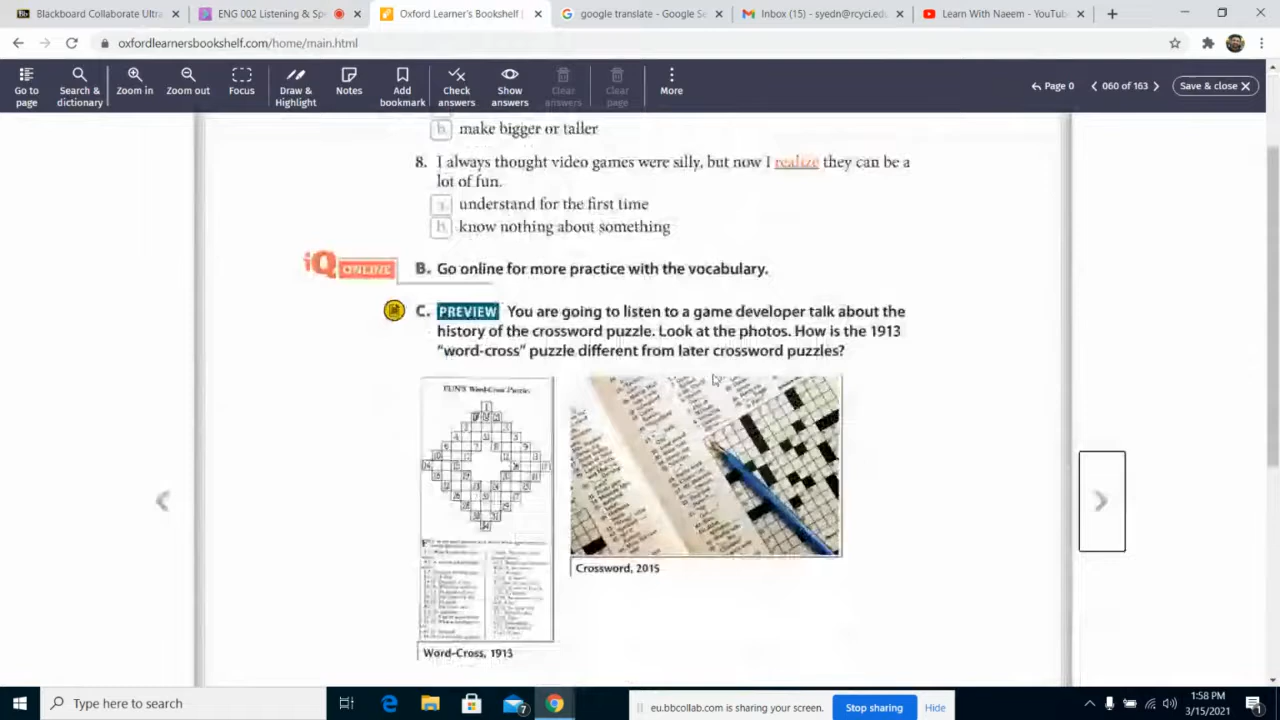 Blackboard Collaborate Ultra
ENG 002 Listening & Sp
Oxford Learner's Bookshelf |
google translate - Google Se
Inbox (15) - syedn@rcyci.ed
Learn With Naeem - YouTub
oxfordlearnersbookshelf.com/home/main.html
Go to page
Search & dictionary
Zoom in
Zoom out
Focus
Draw & Highlight
Notes
Add bookmark
Check answers
Show answers
Clear answers
Clear page
More
Page 0
060 of 163
Save & close X
b. make bigger or taller
8. I always thought video games were silly, but now I realize they can be a
lot of fun.
a. understand for the first time
b. know nothing about something
iQ ONLINE
B. Go online for more practice with the vocabulary.
C. PREVIEW You are going to listen to a game developer talk about the
history of the crossword puzzle. Look at the photos. How is the 1913
"word-cross" puzzle different from later crossword puzzles?
FUN'S Word-Cross Puzzle.
Crossword, 2015
Word-Cross, 1913
Type here to search
7
eu.bbcollab.com is sharing your screen.
Stop sharing
Hide
1:58 PM
3/15/2021
1